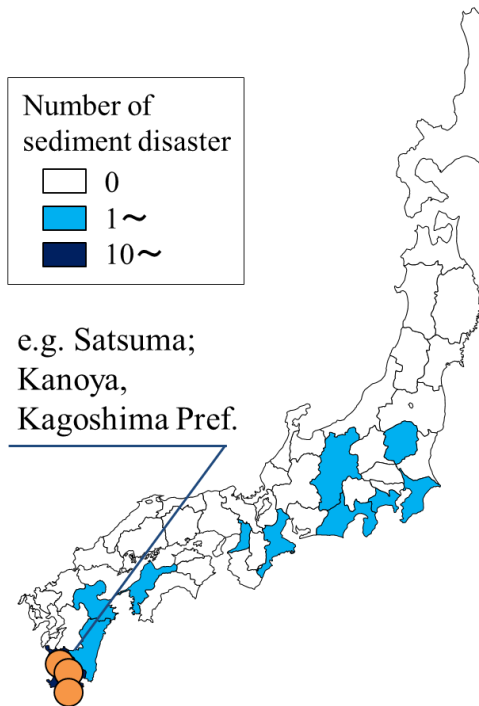 Number of
sediment disaster
0
1～
10～
e.g. Satsuma;
Kanoya,
Kagoshima Pref.